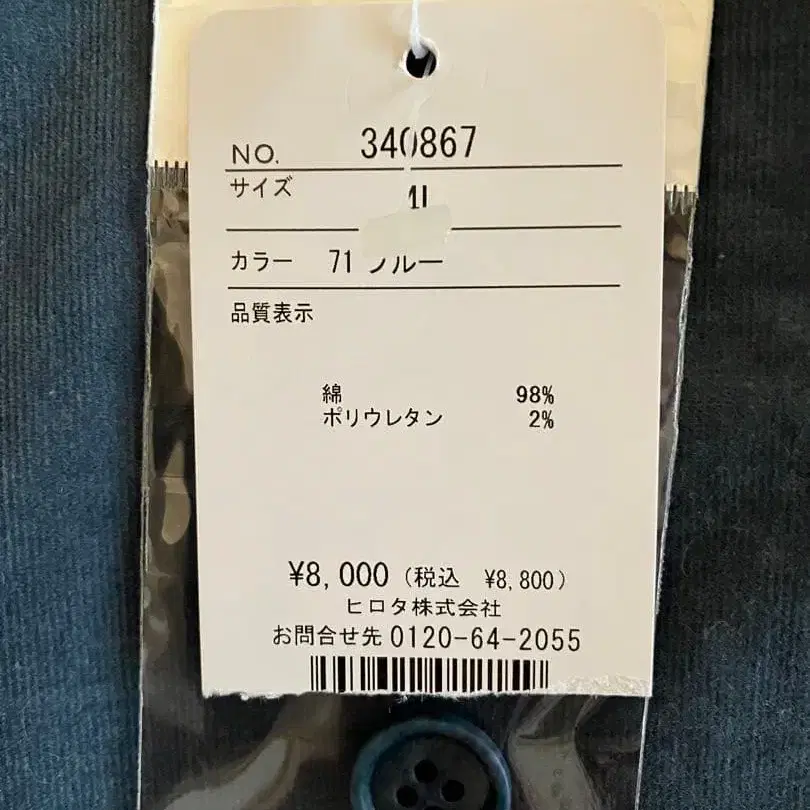 NO. 340867
サイズ
カラー 71 ブルー
品質表示
綿 98%
ポリウレタン 2%
¥8,000 (税込 ¥8,800)
ヒロタ株式会社
お問合せ先 0120-64-2055